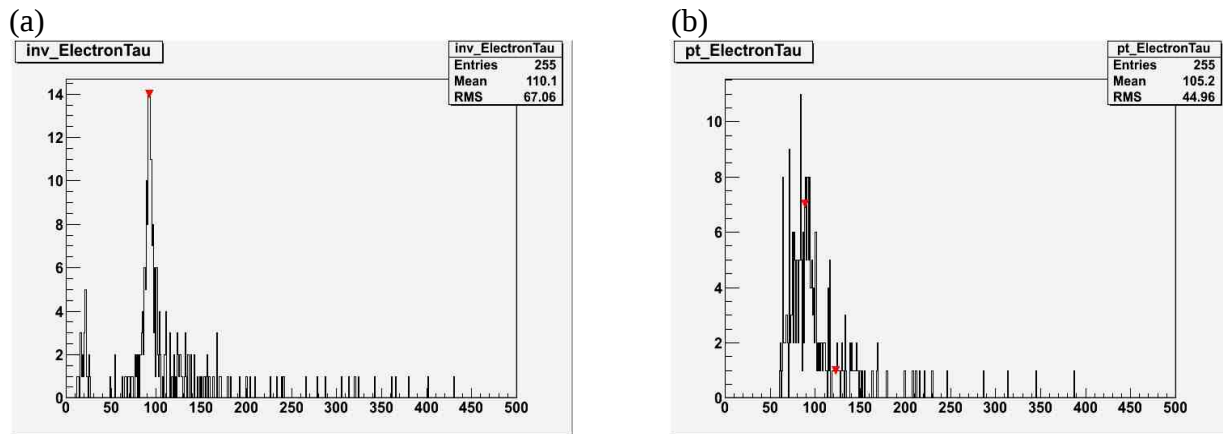 (a)
inv_ElectronTau
inv_ElectronTau
Entries 255
Mean 110.1
RMS 67.06
14
12
10
8
6
4
2
0
0 50 100 150 200 250 300 350 400 450 500
(b)
pt_ElectronTau
pt_ElectronTau
Entries 255
Mean 105.2
RMS 44.96
10
8
6
4
2
0
0 50 100 150 200 250 300 350 400 450 500